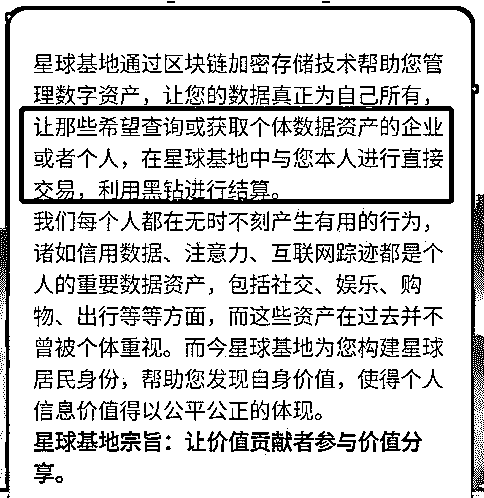 星球基地通过区块链加密存储技术帮助您管
理数字资产，让您的数据真正为自己所有，
让那些希望查询或获取个体数据资产的企业
或者个人，在星球基地中与您本人进行直接
交易，利用黑钻进行结算。
我们每个人都在无时不刻产生有用的行为，
诸如信用数据、注意力、互联网踪迹都是个
人的重要数据资产，包括社交、娱乐、购
物、出行等等方面，而这些资产在过去并不
曾被个体重视。而今星球基地为您构建星球
居民身份，帮助您发现自身价值，使得个人
信息价值得以公平公正的体现。
星球基地宗旨：让价值贡献者参与价值分
享。